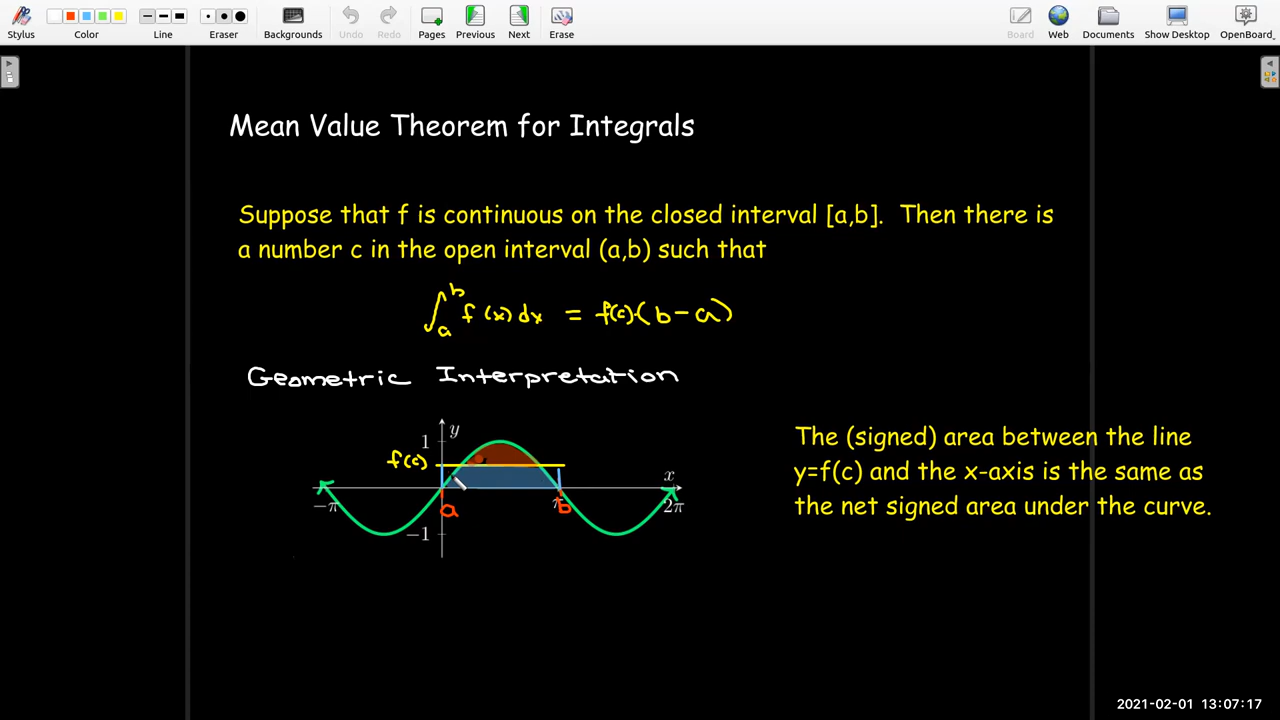 Stylus Color Line Eraser Backgrounds Undo Redo Pages Previous Next Erase Board Web Documents Show Desktop OpenBoard
Mean Value Theorem for Integrals
Suppose that f is continuous on the closed interval [a,b]. Then there is
a number c in the open interval (a,b) such that
∫_a^b f(x)dx = f(c)·(b-a)
Geometric Interpretation
1 y
f(c)
x
-π a π b 2π
-1
The (signed) area between the line
y=f(c) and the x-axis is the same as
the net signed area under the curve.
2021-02-01 13:07:17